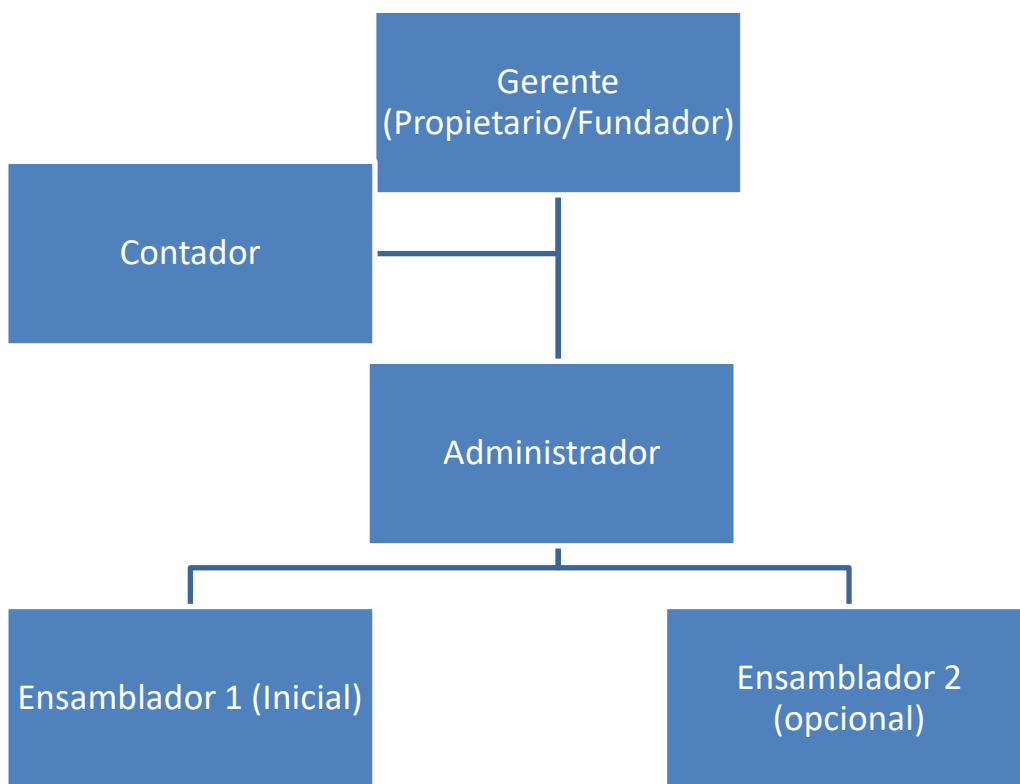 Gerente
(Propietario/Fundador)
Contador
Administrador
Ensamblador 1 (Inicial)
Ensamblador 2
(opcional)